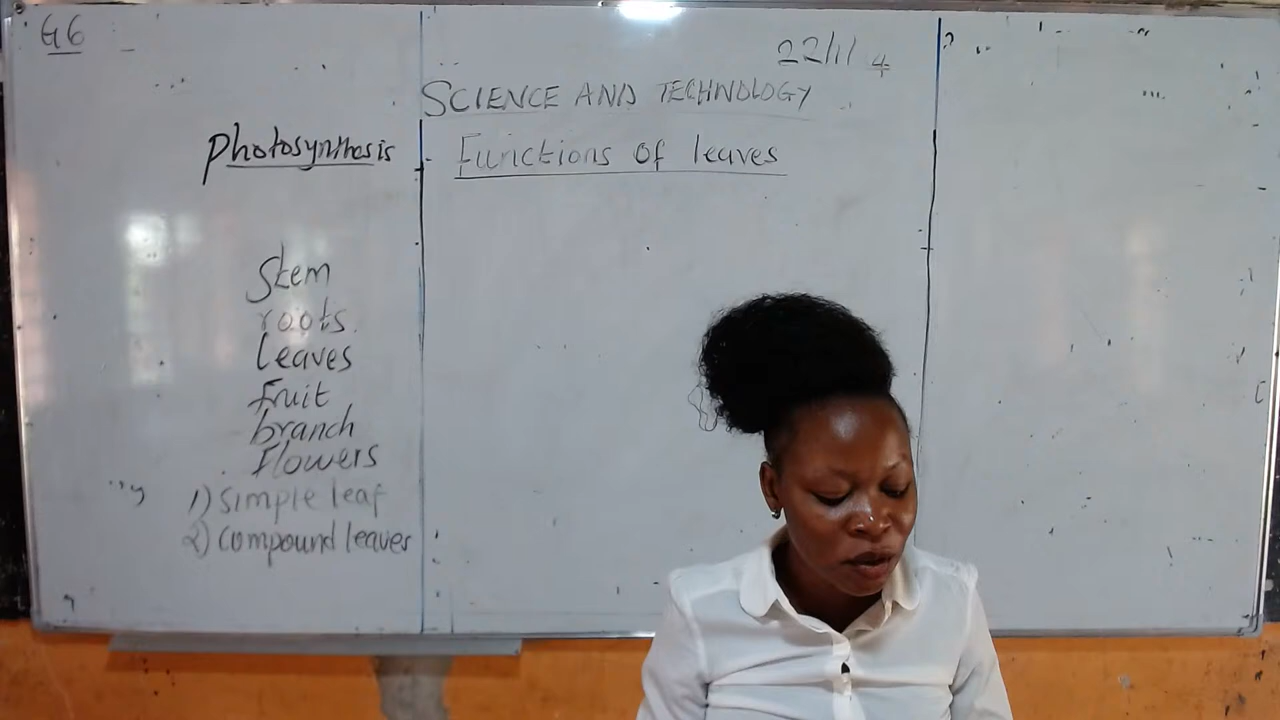 G6
22/11 4
SCIENCE AND TECHNOLOGY
Photosynthesis - Functions of leaves
Stem
roots.
leaves
Fruit
branch
Flowers
1) Simple leaf
2) Compound leaves